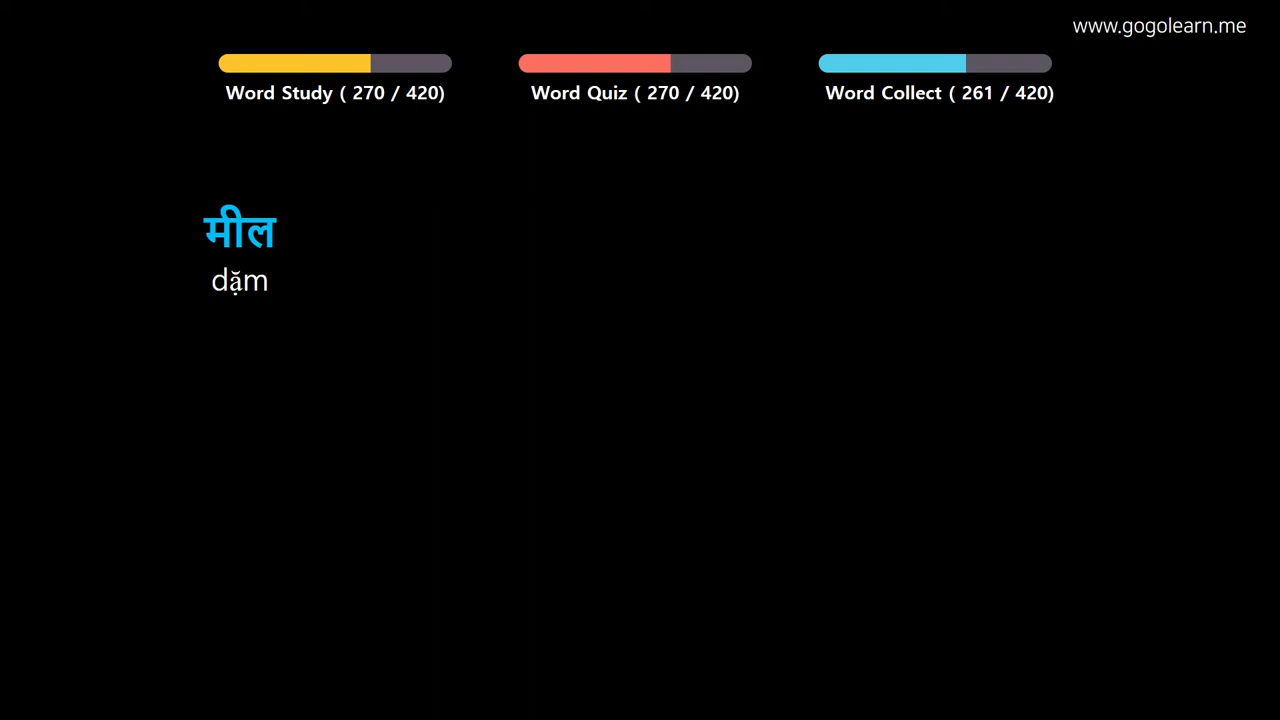 www.gogolearn.me
Word Study ( 270 / 420)
Word Quiz ( 270 / 420)
Word Collect ( 261 / 420)
मील
dặm